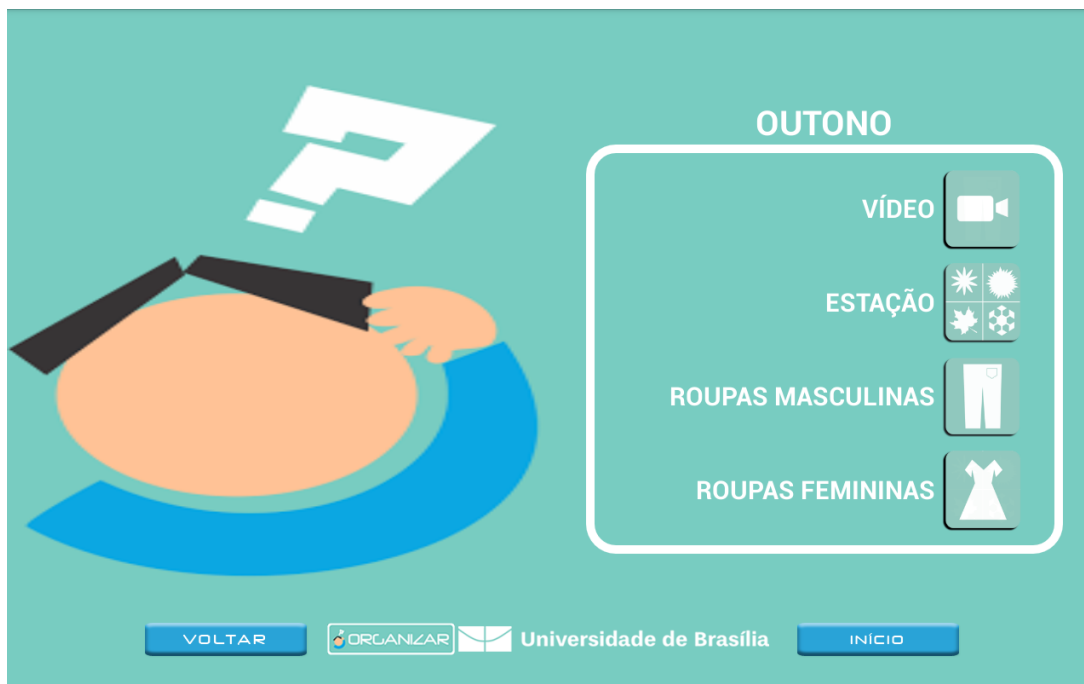 ?
OUTONO
VÍDEO
ESTAÇÃO
ROUPAS MASCULINAS
ROUPAS FEMININAS
VOLTAR
ORGANIZAR
Universidade de Brasília
INÍCIO